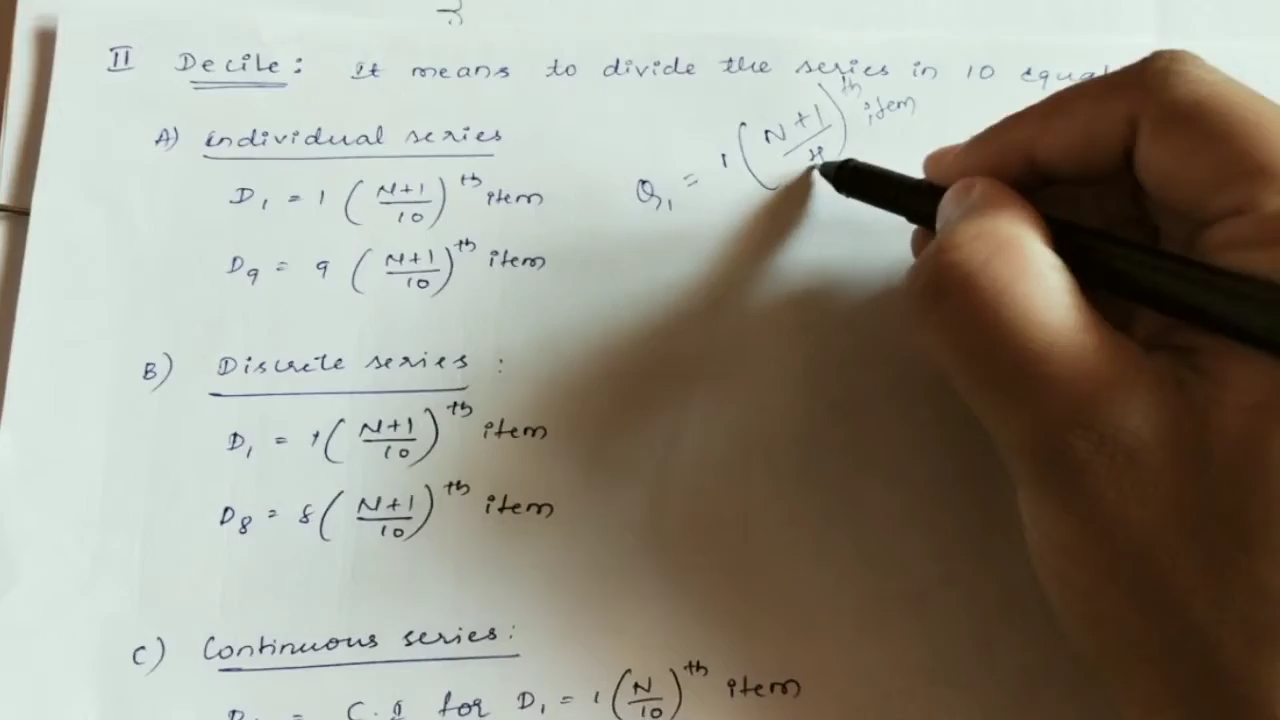 II Decile: It means to divide the series in 10 equal
A) individual series
D₁ = 1 (N+1/10)ᵗʰ item
Q₁ = 1 (N+1/4)ᵗʰ item
D₉ = 9 (N+1/10)ᵗʰ item
B) Discrete series :
D₁ = 1 (N+1/10)ᵗʰ item
D₈ = 8 (N+1/10)ᵗʰ item
C) Continuous series:
C.I for D₁ = 1 (N/10)ᵗʰ item